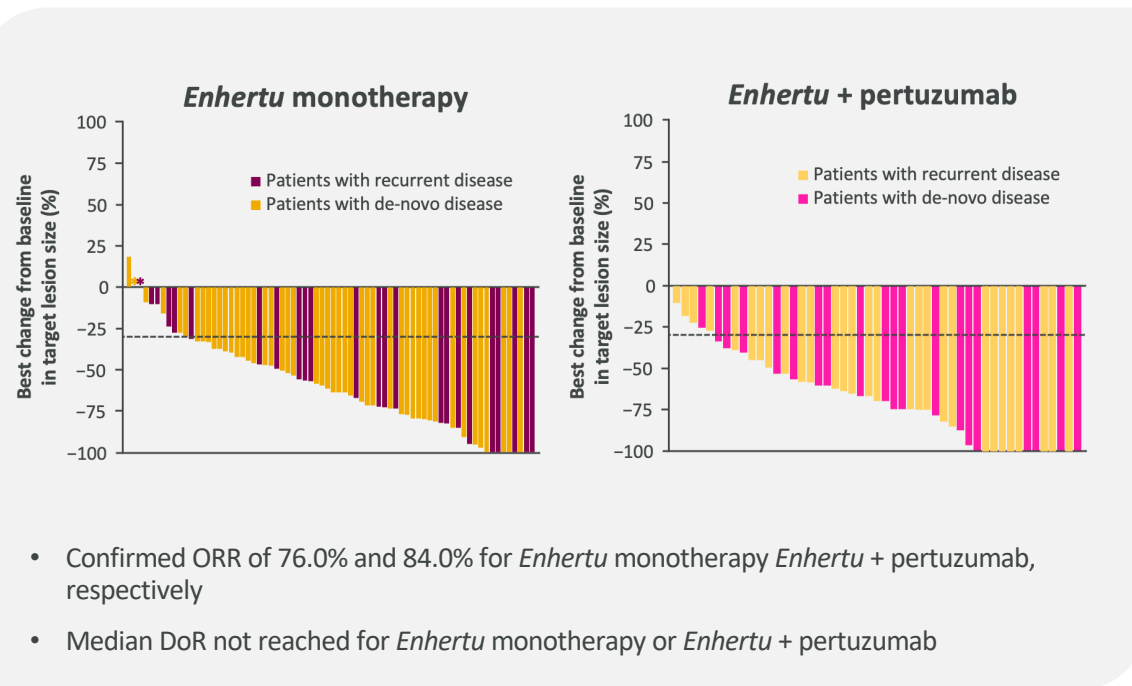 Enhertu monotherapy
100
75
50
25
0
−25
−50
−75
−100
Best change from baseline
in target lesion size (%)
Patients with recurrent disease
Patients with de-novo disease
* *
Enhertu + pertuzumab
100
75
50
25
0
−25
−50
−75
−100
Best change from baseline
in target lesion size (%)
Patients with recurrent disease
Patients with de-novo disease
• Confirmed ORR of 76.0% and 84.0% for Enhertu monotherapy Enhertu + pertuzumab,
respectively
• Median DoR not reached for Enhertu monotherapy or Enhertu + pertuzumab